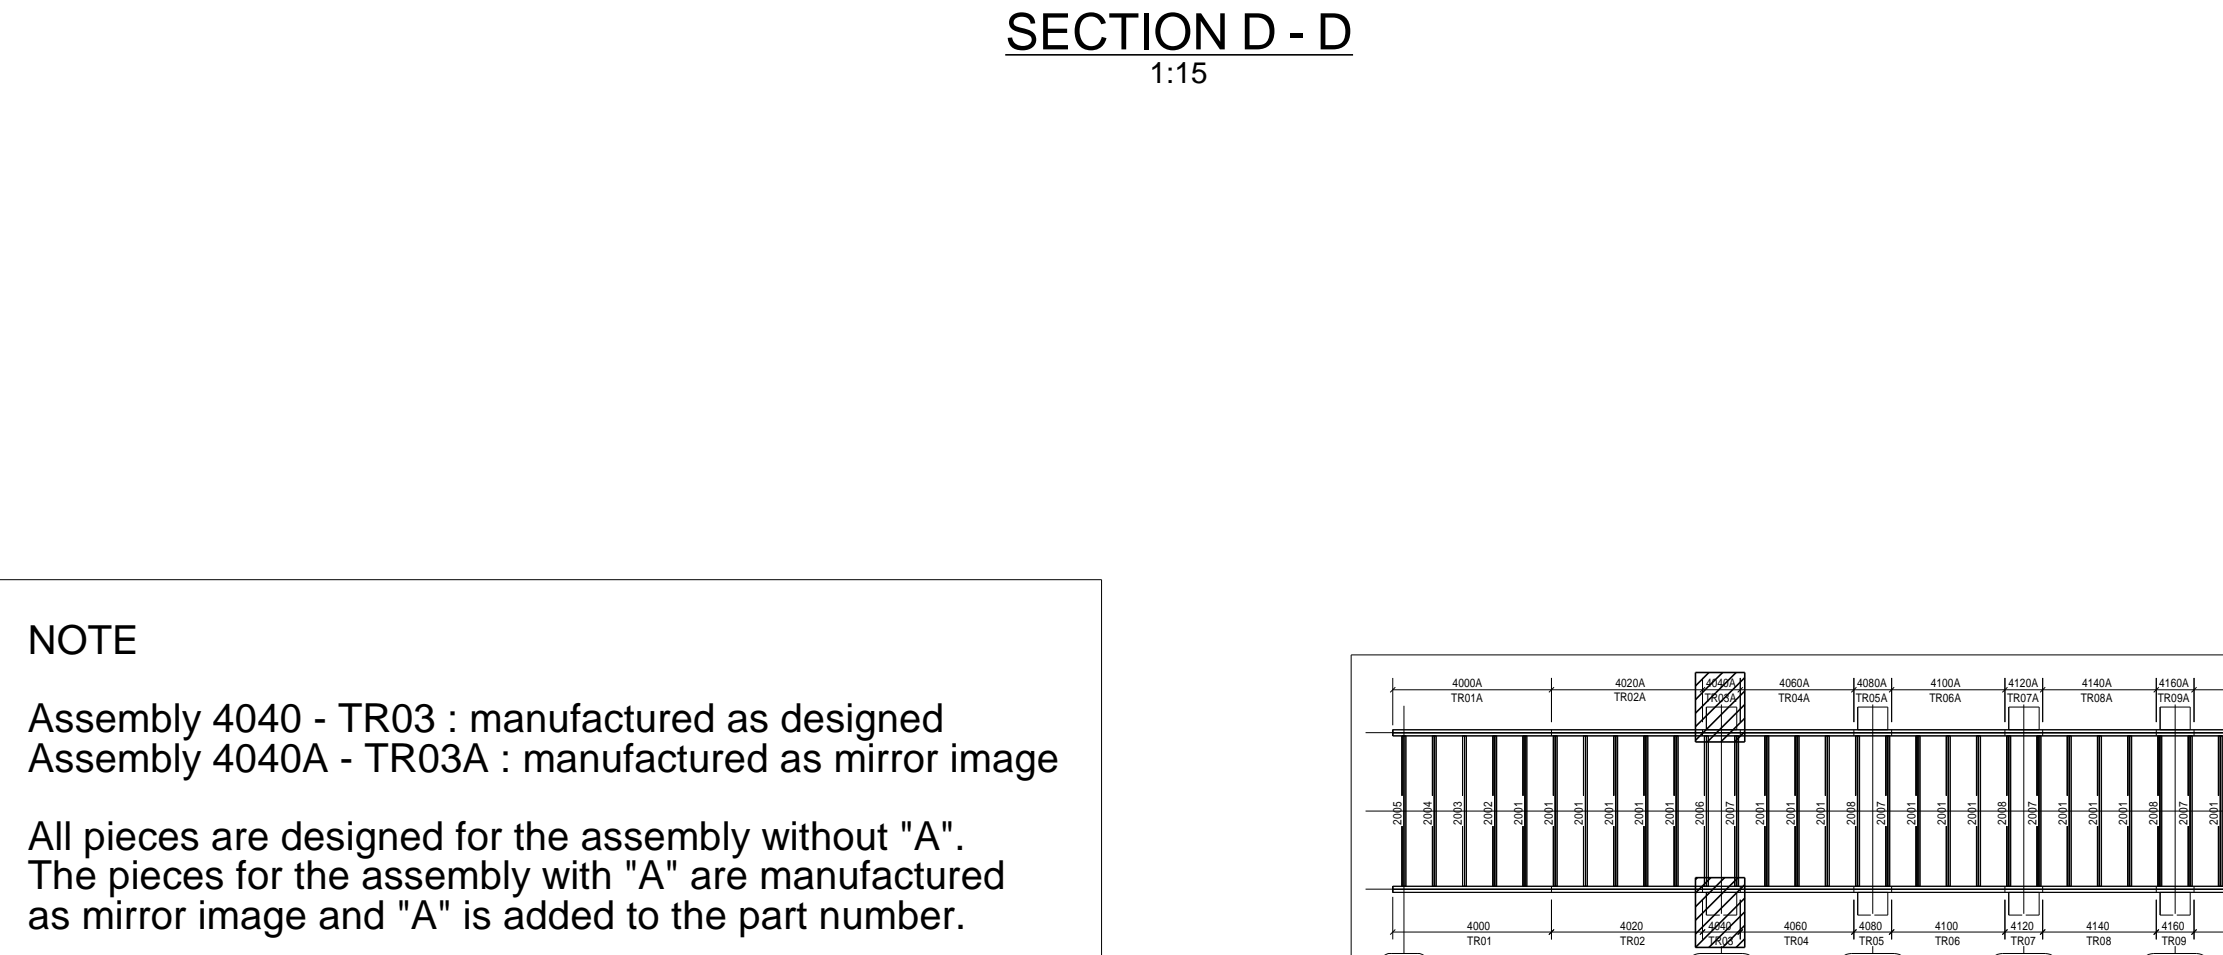 SECTION D - D
1:15
NOTE
Assembly 4040 - TR03 : manufactured as designed
Assembly 4040A - TR03A : manufactured as mirror image
All pieces are designed for the assembly without "A".
The pieces for the assembly with "A" are manufactured
as mirror image and "A" is added to the part number.
4000A 4020A 4040A 4060A 4080A 4100A 4120A 4140A 4160A
TR01A TR02A TR03A TR04A TR05A TR06A TR07A TR08A TR09A
2005 2004 2003 2002 2001 2001 2001 2001 2001 2001 2006 2007 2001 2001 2001 2008 2007 2001 2001 2001 2008 2007 2001 2001 2001 2008 2007 2001
4000 4020 4040 4060 4080 4100 4120 4140 4160
TR01 TR02 TR03 TR04 TR05 TR06 TR07 TR08 TR09